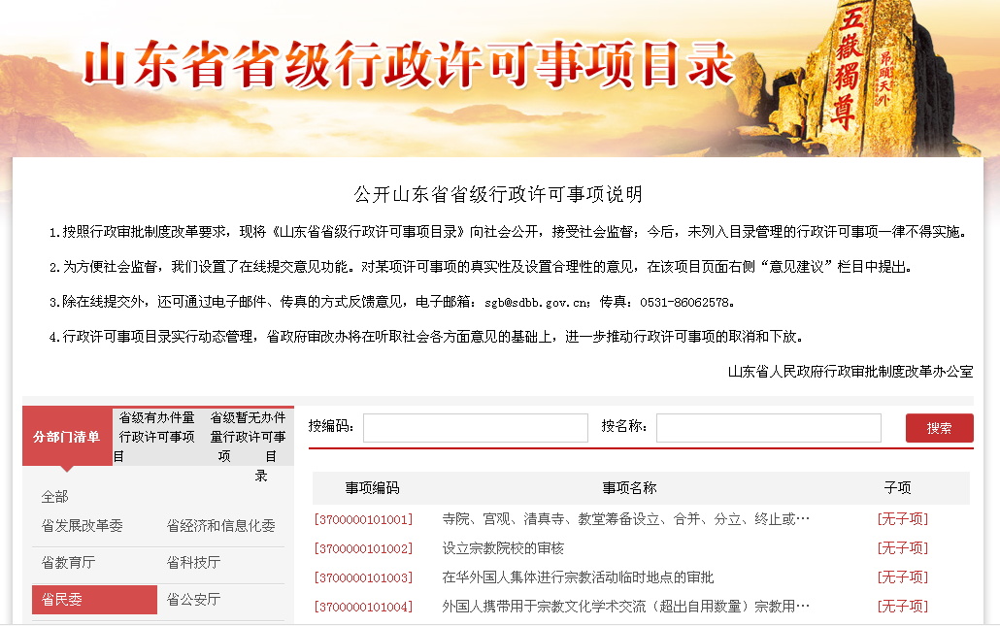 山东省省级行政许可事项目录
五嶽獨尊
昂頭天外
公开山东省省级行政许可事项说明
1.按照行政审批制度改革要求，现将《山东省省级行政许可事项目录》向社会公开，接受社会监督；今后，未列入目录管理的行政许可事项一律不得实施。
2.为方便社会监督，我们设置了在线提交意见功能。对某项许可事项的真实性及设置合理性的意见，在该项目页面右侧“意见建议”栏目中提出。
3.除在线提交外，还可通过电子邮件、传真的方式反馈意见，电子邮箱：sgb@sdbb.gov.cn；传真：0531-86062578。
4.行政许可事项目录实行动态管理，省政府审改办将在听取社会各方面意见的基础上，进一步推动行政许可事项的取消和下放。
山东省人民政府行政审批制度改革办公室
分部门清单
省级有办件量
行政许可事项
目
省级暂无办件
量行政许可事
项 目
录
按编码： 按名称： 搜索
全部
省发展改革委 省经济和信息化委
省教育厅 省科技厅
省民委 省公安厅
事项编码 事项名称 子项
[3700000101001] 寺院、宫观、清真寺、教堂筹备设立、合并、分立、终止或… [无子项]
[3700000101002] 设立宗教院校的审核 [无子项]
[3700000101003] 在华外国人集体进行宗教活动临时地点的审批 [无子项]
[3700000101004] 外国人携带用于宗教文化学术交流（超出自用数量）宗教用… [无子项]